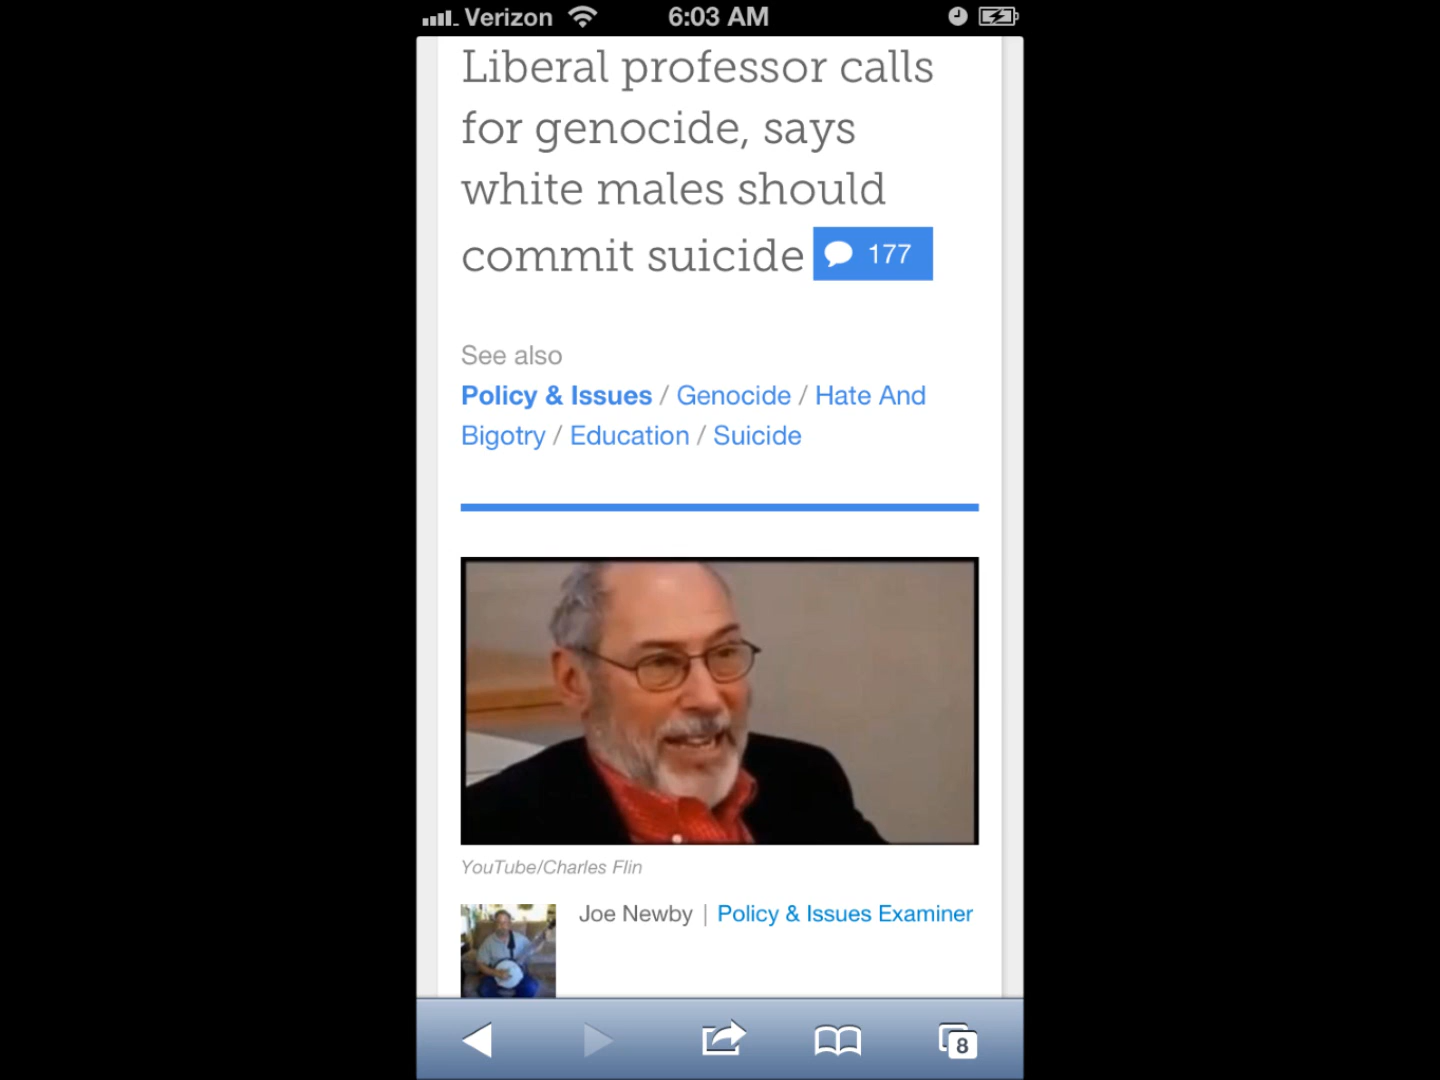 Verizon 6:03 AM
Liberal professor calls
for genocide, says
white males should
commit suicide 177
See also
Policy & Issues / Genocide / Hate And
Bigotry / Education / Suicide
YouTube/Charles Flin
Joe Newby | Policy & Issues Examiner
8